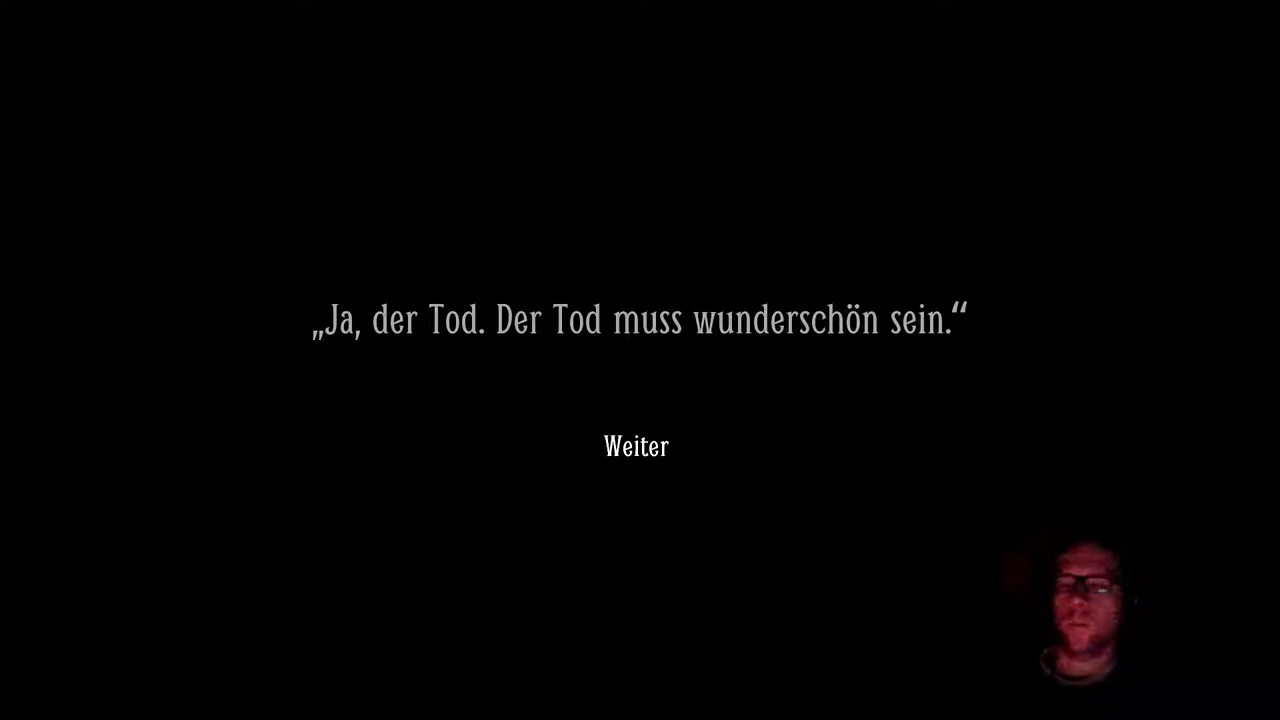 „Ja, der Tod. Der Tod muss wunderschön sein.“
Weiter